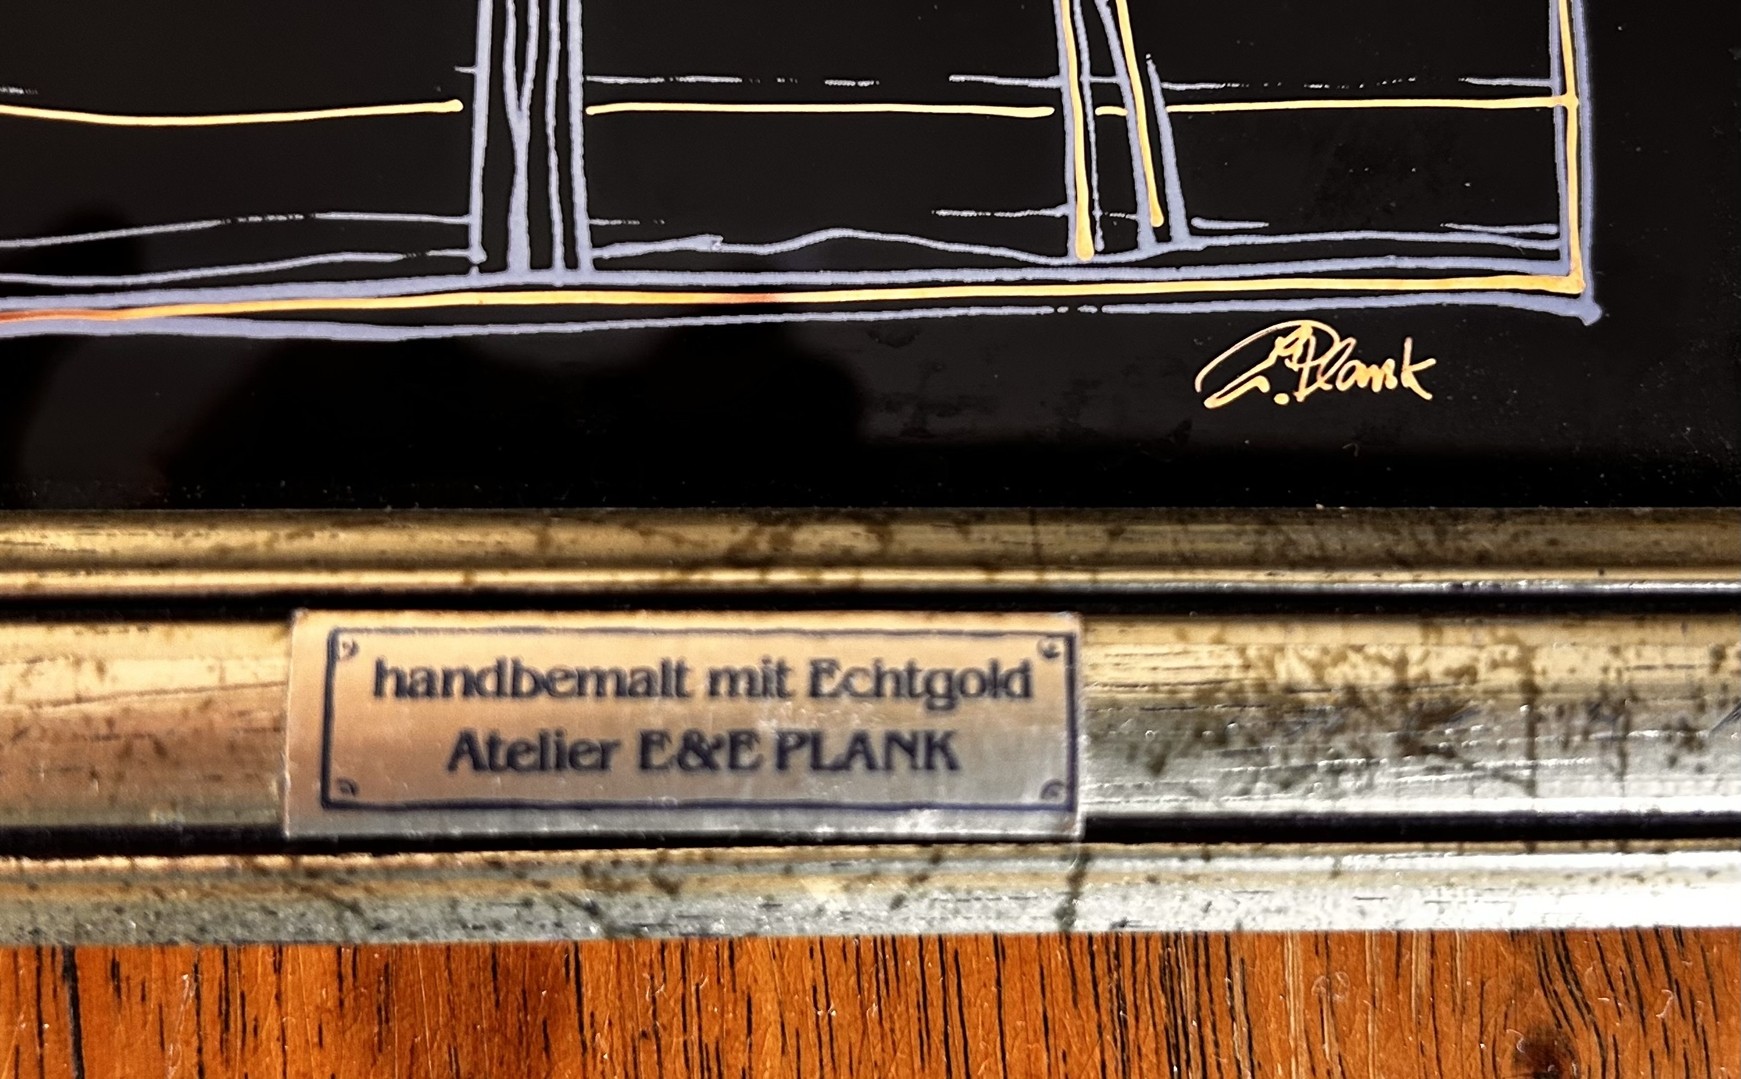 E. Plank
handbemalt mit Echtgold
Atelier E&E PLANK